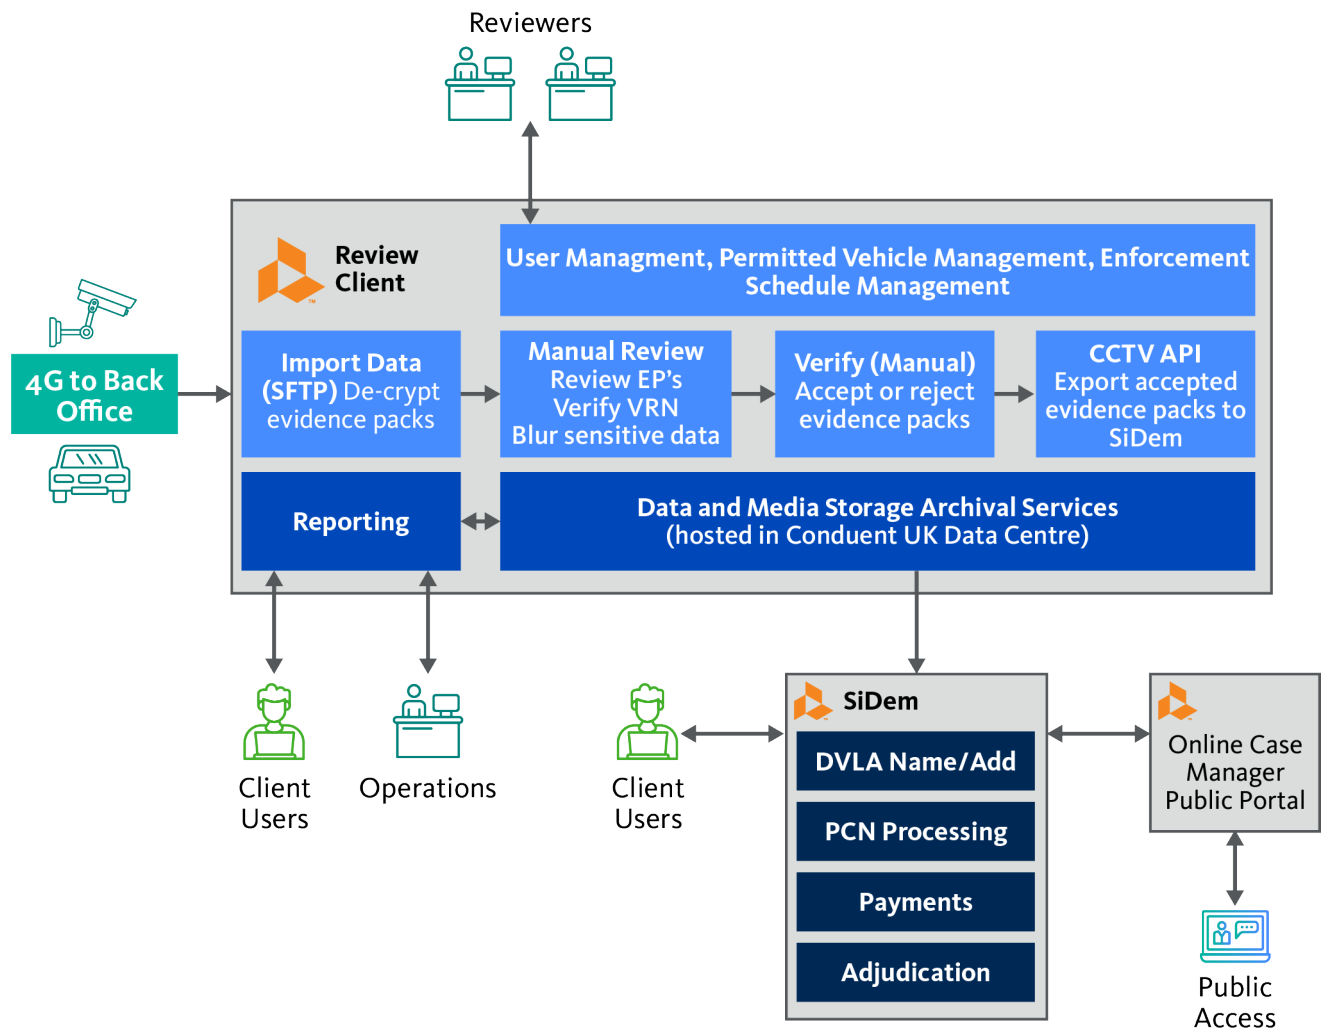 Reviewers
Review
Client
User Managment, Permitted Vehicle Management, Enforcement
Schedule Management
4G to Back
Office
Import Data
(SFTP) De-crypt
evidence packs
Manual Review
Review EP’s
Verify VRN
Blur sensitive data
Verify (Manual)
Accept or reject
evidence packs
CCTV API
Export accepted
evidence packs to
SiDem
Reporting
Data and Media Storage Archival Services
(hosted in Conduent UK Data Centre)
Client
Users
Operations
Client
Users
SiDem
DVLA Name/Add
PCN Processing
Payments
Adjudication
Online Case
Manager
Public Portal
Public
Access